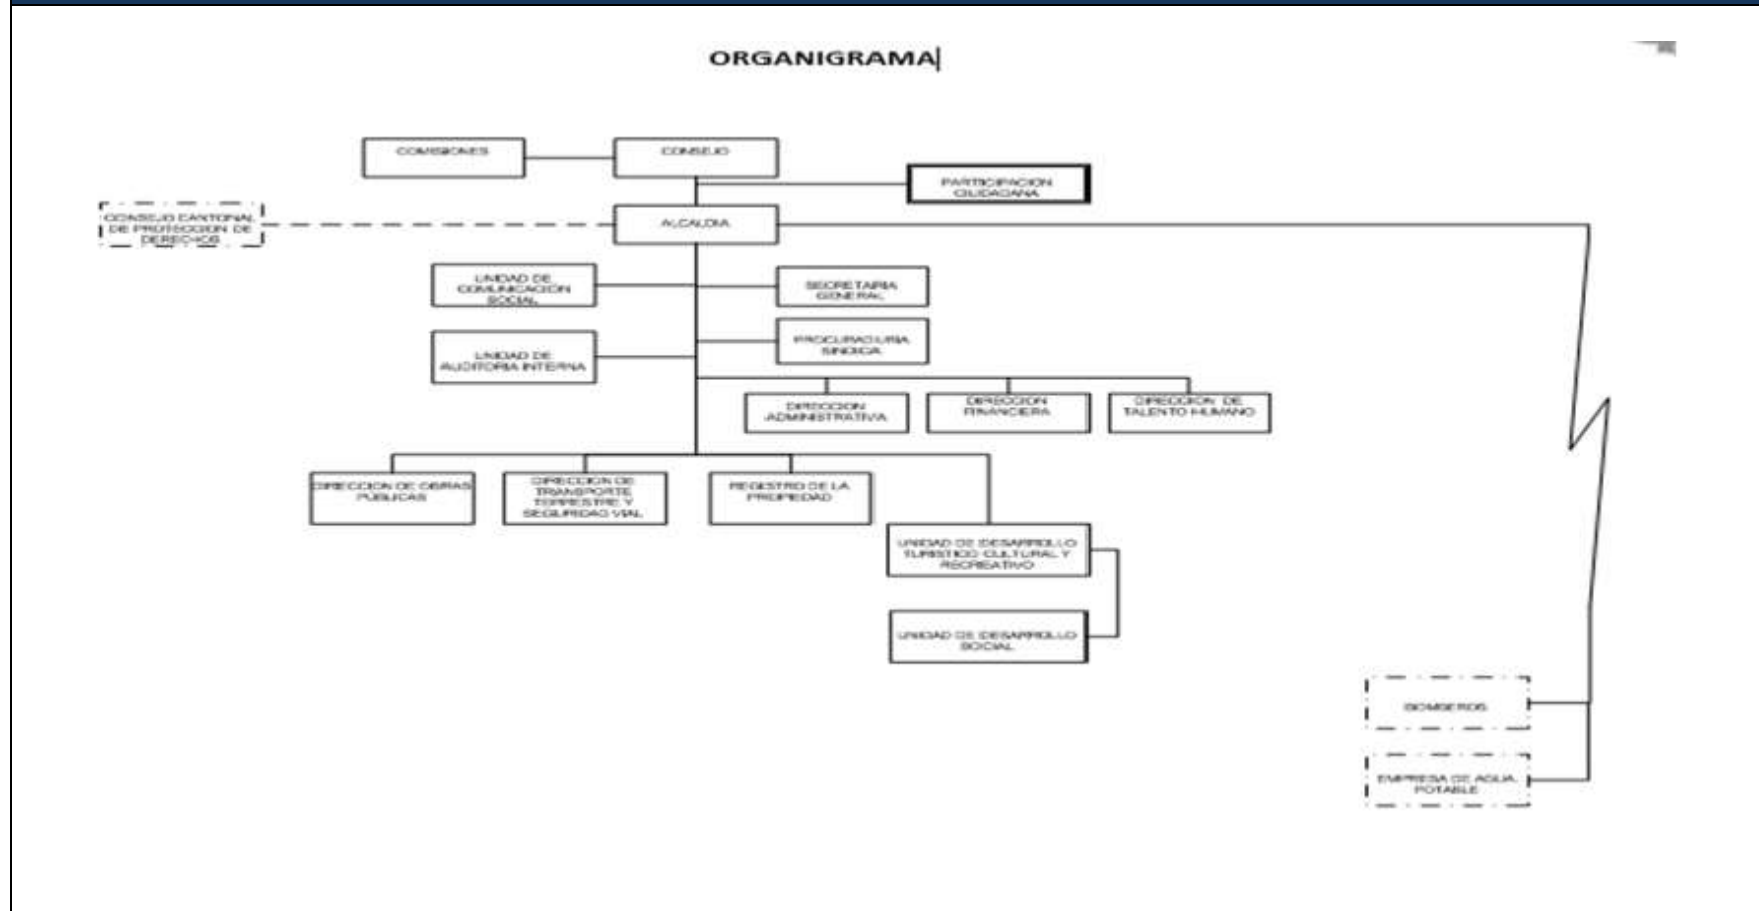 ORGANIGRAMA
COMISIONES
CONSEJO
PARTICIPACION
CIUDADANA
CONSEJO CANTONAL
DE PROTECCION DE
DERECHOS
ALCALDIA
UNIDAD DE
COMUNICACION
SOCIAL
SECRETARIA
GENERAL
PROCURADURIA
SINDICA
UNIDAD DE
AUDITORIA INTERNA
DIRECCION
ADMINISTRATIVA
DIRECCION
FINANCIERA
DIRECCION DE
TALENTO HUMANO
DIRECCION DE OBRAS
PÚBLICAS
DIRECCION DE
TRANSPORTE
TERRESTRE Y
SEGURIDAD VIAL
REGISTRO DE LA
PROPIEDAD
UNIDAD DE DESARROLLO
TURISTICO CULTURAL Y
RECREATIVO
UNIDAD DE DESARROLLO
SOCIAL
BOMBEROS
EMPRESA DE AGUA
POTABLE